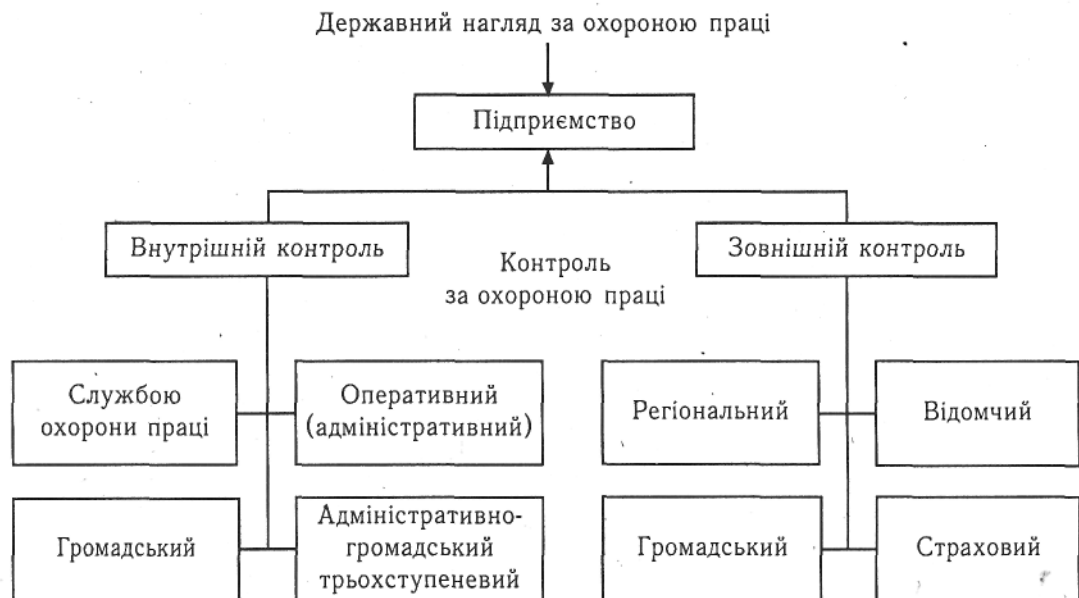 Державний нагляд за охороною праці
Підприємство
Внутрішній контроль
Зовнішній контроль
Контроль
за охороною праці
Службою
охорони праці
Оперативний
(адміністративний)
Регіональний
Відомчий
Громадський
Адміністративно-
громадський
трьохступеневий
Громадський
Страховий